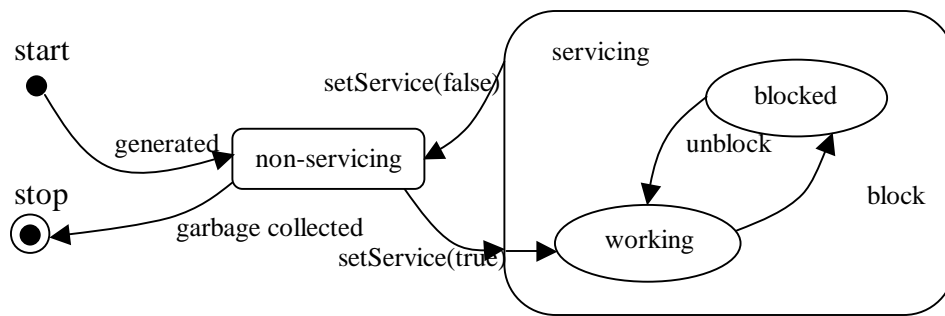 start
servicing
setService(false)
blocked
generated
unblock
non-servicing
stop
block
garbage collected
working
setService(true)